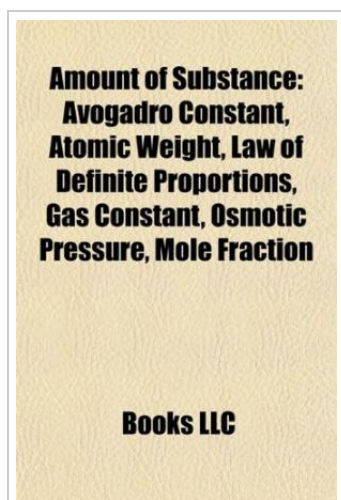 Amount of Substance:
Avogadro Constant,
Atomic Weight, Law of
Definite Proportions,
Gas Constant, Osmotic
Pressure, Mole Fraction
Books LLC